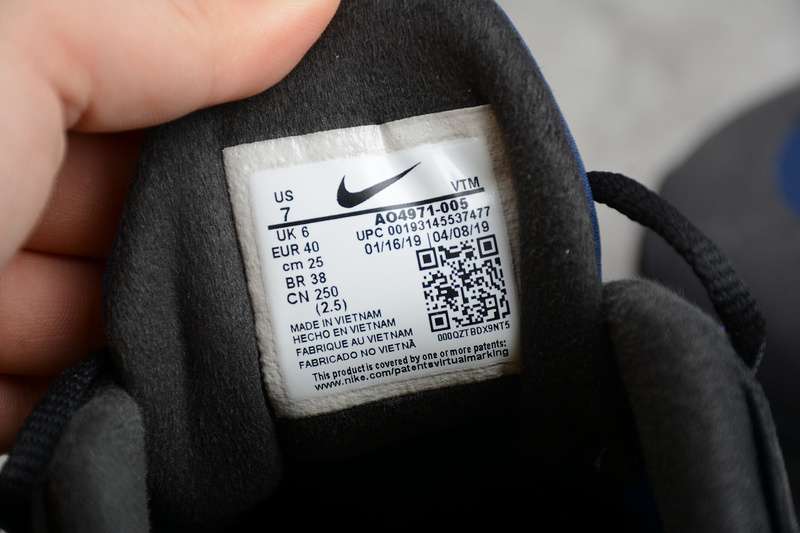 US
7
VTM
AO4971-005
UK 6
UPC 00193145537477
EUR 40
01/16/19 04/08/19
cm 25
BR 38
CN 250
(2.5)
MADE IN VIETNAM
HECHO EN VIETNAM
FABRIQUE AU VIETNAM
FABRICADO NO VIETNÃ
000QZTBDX9NT5
This product is covered by one or more patents:
www.nike.com/patentsvirtualmarking